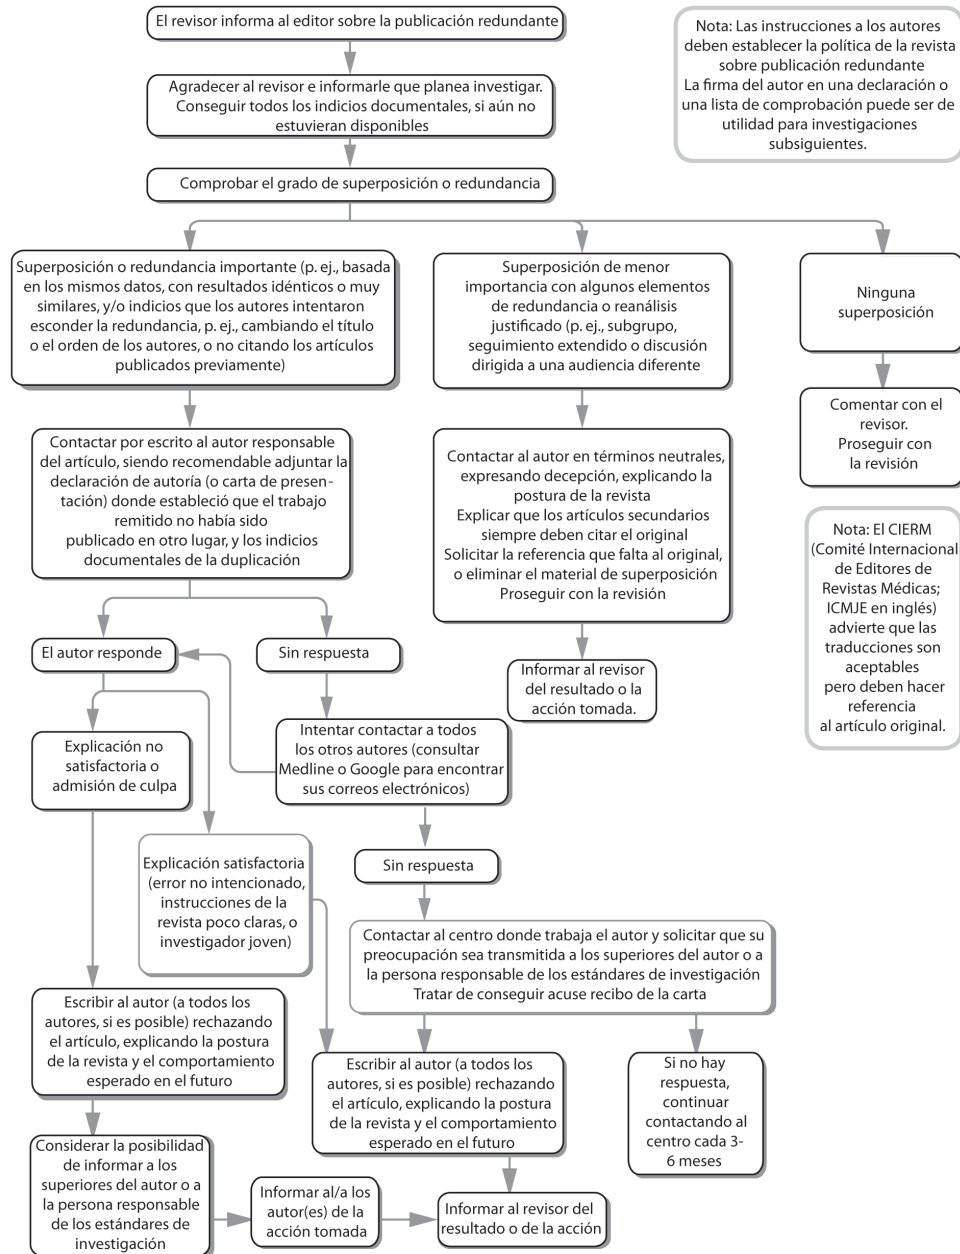 El revisor informa al editor sobre la publicación redundante
Nota: Las instrucciones a los autores
deben establecer la política de la revista
sobre publicación redundante
La firma del autor en una declaración o
una lista de comprobación puede ser de
utilidad para investigaciones
subsiguientes.
Agradecer al revisor e informarle que planea investigar.
Conseguir todos los indicios documentales, si aún no
estuvieran disponibles
Comprobar el grado de superposición o redundancia
Superposición o redundancia importante (p. ej., basada
en los mismos datos, con resultados idénticos o muy
similares, y/o indicios que los autores intentaron
esconder la redundancia, p. ej., cambiando el título
o el orden de los autores, o no citando los artículos
publicados previamente)
Superposición de menor
importancia con algunos elementos
de redundancia o reanálisis
justificado (p. ej., subgrupo,
seguimiento extendido o discusión
dirigida a una audiencia diferente
Ninguna
superposición
Comentar con el
revisor.
Proseguir con
la revisión
Contactar por escrito al autor responsable
del artículo, siendo recomendable adjuntar la
declaración de autoría (o carta de presen-
tación) donde estableció que el trabajo
remitido no había sido
publicado en otro lugar, y los indicios
documentales de la duplicación
Contactar al autor en términos neutrales,
expresando decepción, explicando la
postura de la revista
Explicar que los artículos secundarios
siempre deben citar el original
Solicitar la referencia que falta al original,
o eliminar el material de superposición
Proseguir con la revisión
Nota: El CIERM
(Comité Internacional
de Editores de
Revistas Médicas;
ICMJE en inglés)
advierte que las
traducciones son
aceptables
pero deben hacer
referencia
al artículo original.
El autor responde
Sin respuesta
Informar al revisor
del resultado o la
acción tomada.
Explicación no
satisfactoria o
admisión de culpa
Intentar contactar a todos
los otros autores (consultar
Medline o Google para encontrar
sus correos electrónicos)
Explicación satisfactoria
(error no intencionado,
instrucciones de la
revista poco claras, o
investigador joven)
Sin respuesta
Contactar al centro donde trabaja el autor y solicitar que su
preocupación sea transmitida a los superiores del autor o a
la persona responsable de los estándares de investigación
Tratar de conseguir acuse recibo de la carta
Escribir al autor (a todos los
autores, si es posible) rechazando
el artículo, explicando la postura
de la revista y el comportamiento
esperado en el futuro
Escribir al autor (a todos los
autores, si es posible) rechazando
el artículo, explicando la postura
de la revista y el comportamiento
esperado en el futuro
Si no hay
respuesta,
continuar
contactando al
centro cada 3-
6 meses
Considerar la posibilidad
de informar a los
superiores del autor o a
la persona responsable
de los estándares de
investigación
Informar al/a los
autor(es) de la
acción tomada
Informar al revisor del
resultado o de la acción